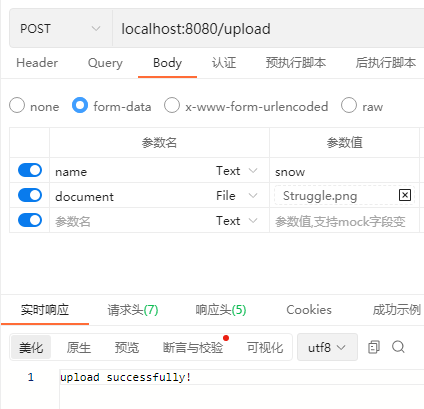 POST localhost:8080/upload
Header Query Body 认证 预执行脚本 后执行脚本
none form-data x-www-form-urlencoded raw
参数名 参数值
name Text snow
document File Struggle.png
参数名 Text 参数值,支持mock字段变
实时响应 请求头(7) 响应头(5) Cookies 成功示例
美化 原生 预览 断言与校验 可视化 utf8
1 upload successfully!